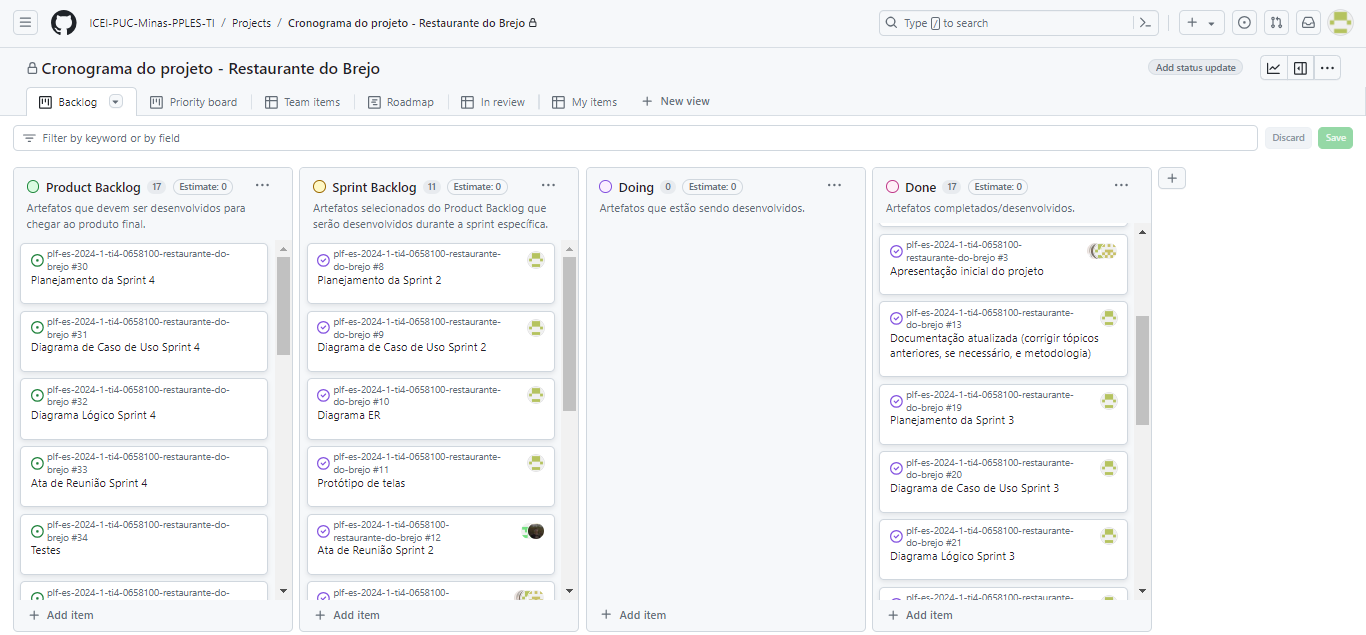 ICEI-PUC-Minas-PPLES-TI / Projects / Cronograma do projeto - Restaurante do Brejo
Type / to search
Cronograma do projeto - Restaurante do Brejo
Add status update
Backlog
Priority board
Team items
Roadmap
In review
My items
New view
Filter by keyword or by field
Discard
Save
Product Backlog 17 Estimate: 0
Artefatos que devem ser desenvolvidos para
chegar ao produto final.
plf-es-2024-1-ti4-0658100-restaurante-do-
brejo #30
Planejamento da Sprint 4
plf-es-2024-1-ti4-0658100-restaurante-do-
brejo #31
Diagrama de Caso de Uso Sprint 4
plf-es-2024-1-ti4-0658100-restaurante-do-
brejo #32
Diagrama Lógico Sprint 4
plf-es-2024-1-ti4-0658100-restaurante-do-
brejo #33
Ata de Reunião Sprint 4
plf-es-2024-1-ti4-0658100-restaurante-do-
brejo #34
Testes
plf-es-2024-1-ti4-0658100-restaurante-do-
Add item
Sprint Backlog 11 Estimate: 0
Artefatos selecionados do Product Backlog que
serão desenvolvidos durante a sprint específica.
plf-es-2024-1-ti4-0658100-restaurante-
do-brejo #8
Planejamento da Sprint 2
plf-es-2024-1-ti4-0658100-restaurante-
do-brejo #9
Diagrama de Caso de Uso Sprint 2
plf-es-2024-1-ti4-0658100-restaurante-
do-brejo #10
Diagrama ER
plf-es-2024-1-ti4-0658100-restaurante-
do-brejo #11
Protótipo de telas
plf-es-2024-1-ti4-0658100-
restaurante-do-brejo #12
Ata de Reunião Sprint 2
plf-es-2024-1-ti4-0658100-
Add item
Doing 0 Estimate: 0
Artefatos que estão sendo desenvolvidos.
Add item
Done 17 Estimate: 0
Artefatos completados/desenvolvidos.
plf-es-2024-1-ti4-0658100-
restaurante-do-brejo #3
Apresentação inicial do projeto
plf-es-2024-1-ti4-0658100-restaurante-
do-brejo #13
Documentação atualizada (corrigir tópicos
anteriores, se necessário, e metodologia)
plf-es-2024-1-ti4-0658100-restaurante-
do-brejo #19
Planejamento da Sprint 3
plf-es-2024-1-ti4-0658100-restaurante-
do-brejo #20
Diagrama de Caso de Uso Sprint 3
plf-es-2024-1-ti4-0658100-restaurante-
do-brejo #21
Diagrama Lógico Sprint 3
plf-es-2024-1-ti4-0658100-restaurante-
Add item